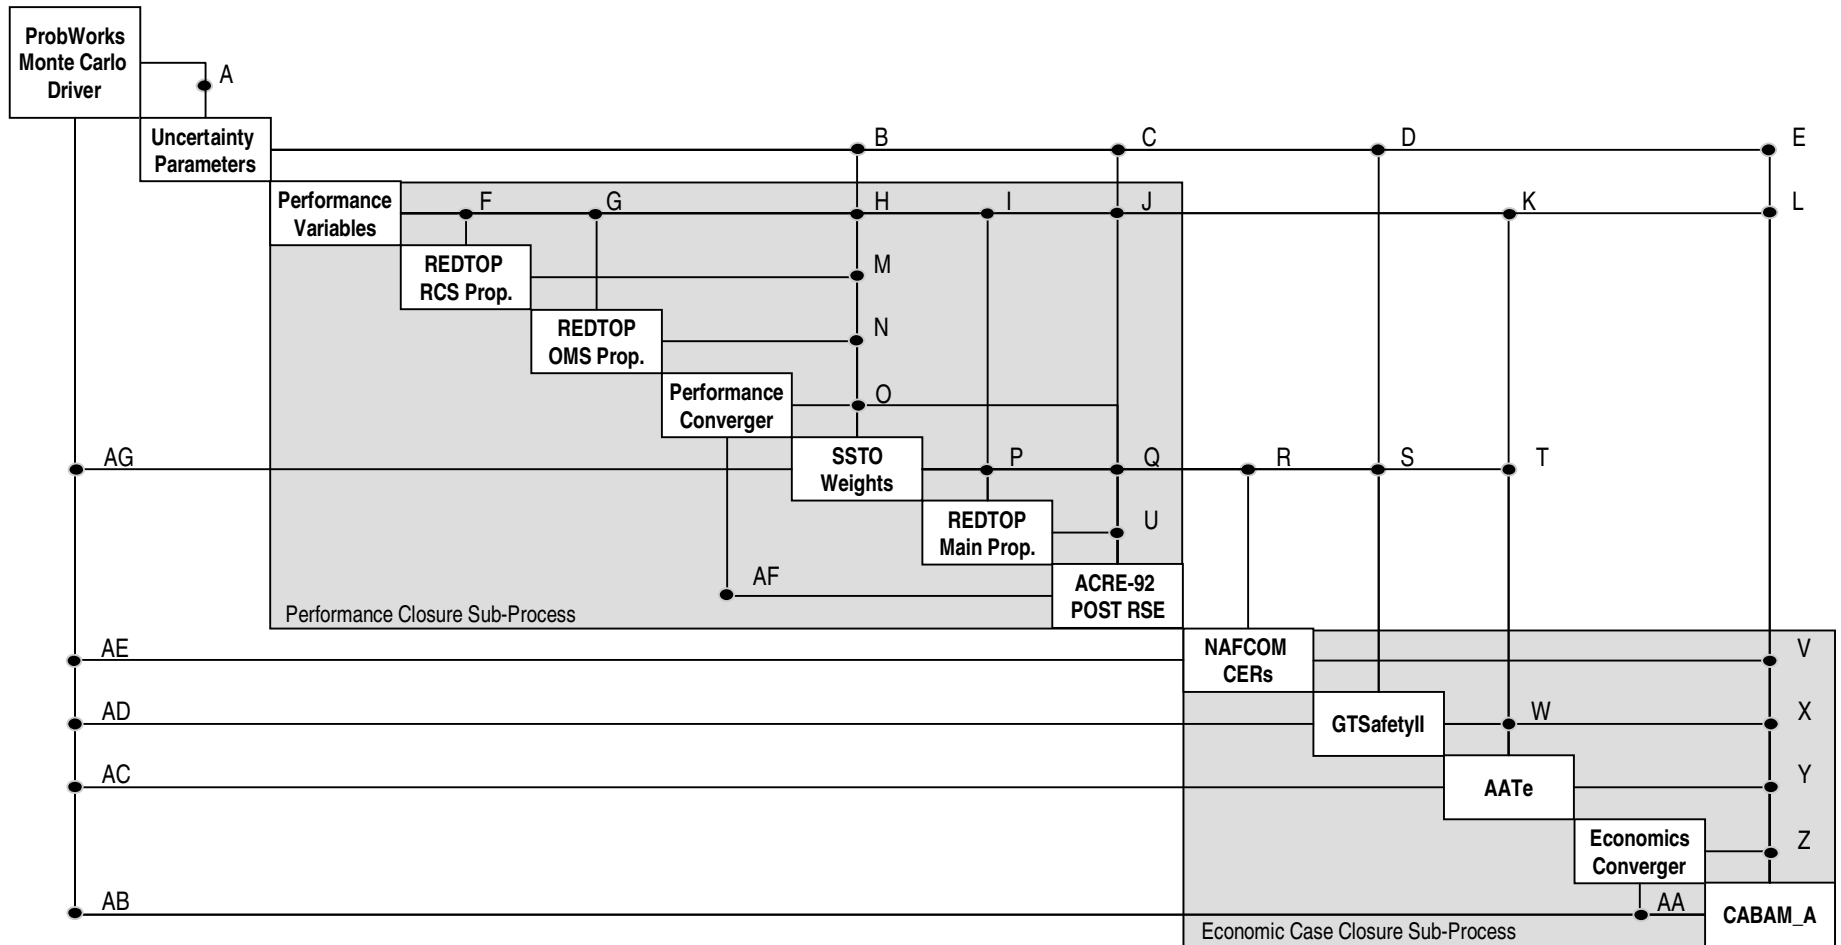 ProbWorks
Monte Carlo
Driver
A
Uncertainty
Parameters
B
C
D
E
Performance
Variables
F
G
H
I
J
K
L
REDTOP
RCS Prop.
M
REDTOP
OMS Prop.
N
Performance
Converger
O
AG
SSTO
Weights
P
Q
R
S
T
REDTOP
Main Prop.
U
AF
ACRE-92
POST RSE
Performance Closure Sub-Process
AE
NAFCOM
CERs
V
AD
GTSafetyII
W
X
AC
AATe
Y
Economics
Converger
Z
AB
AA
CABAM_A
Economic Case Closure Sub-Process